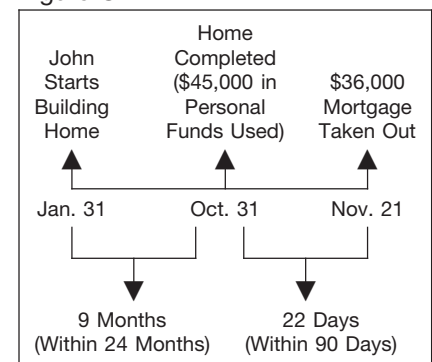 Figure C
John
Starts
Building
Home
Home
Completed
($45,000 in
Personal
Funds Used)
$36,000
Mortgage
Taken Out
Jan. 31
Oct. 31
Nov. 21
9 Months
(Within 24 Months)
22 Days
(Within 90 Days)